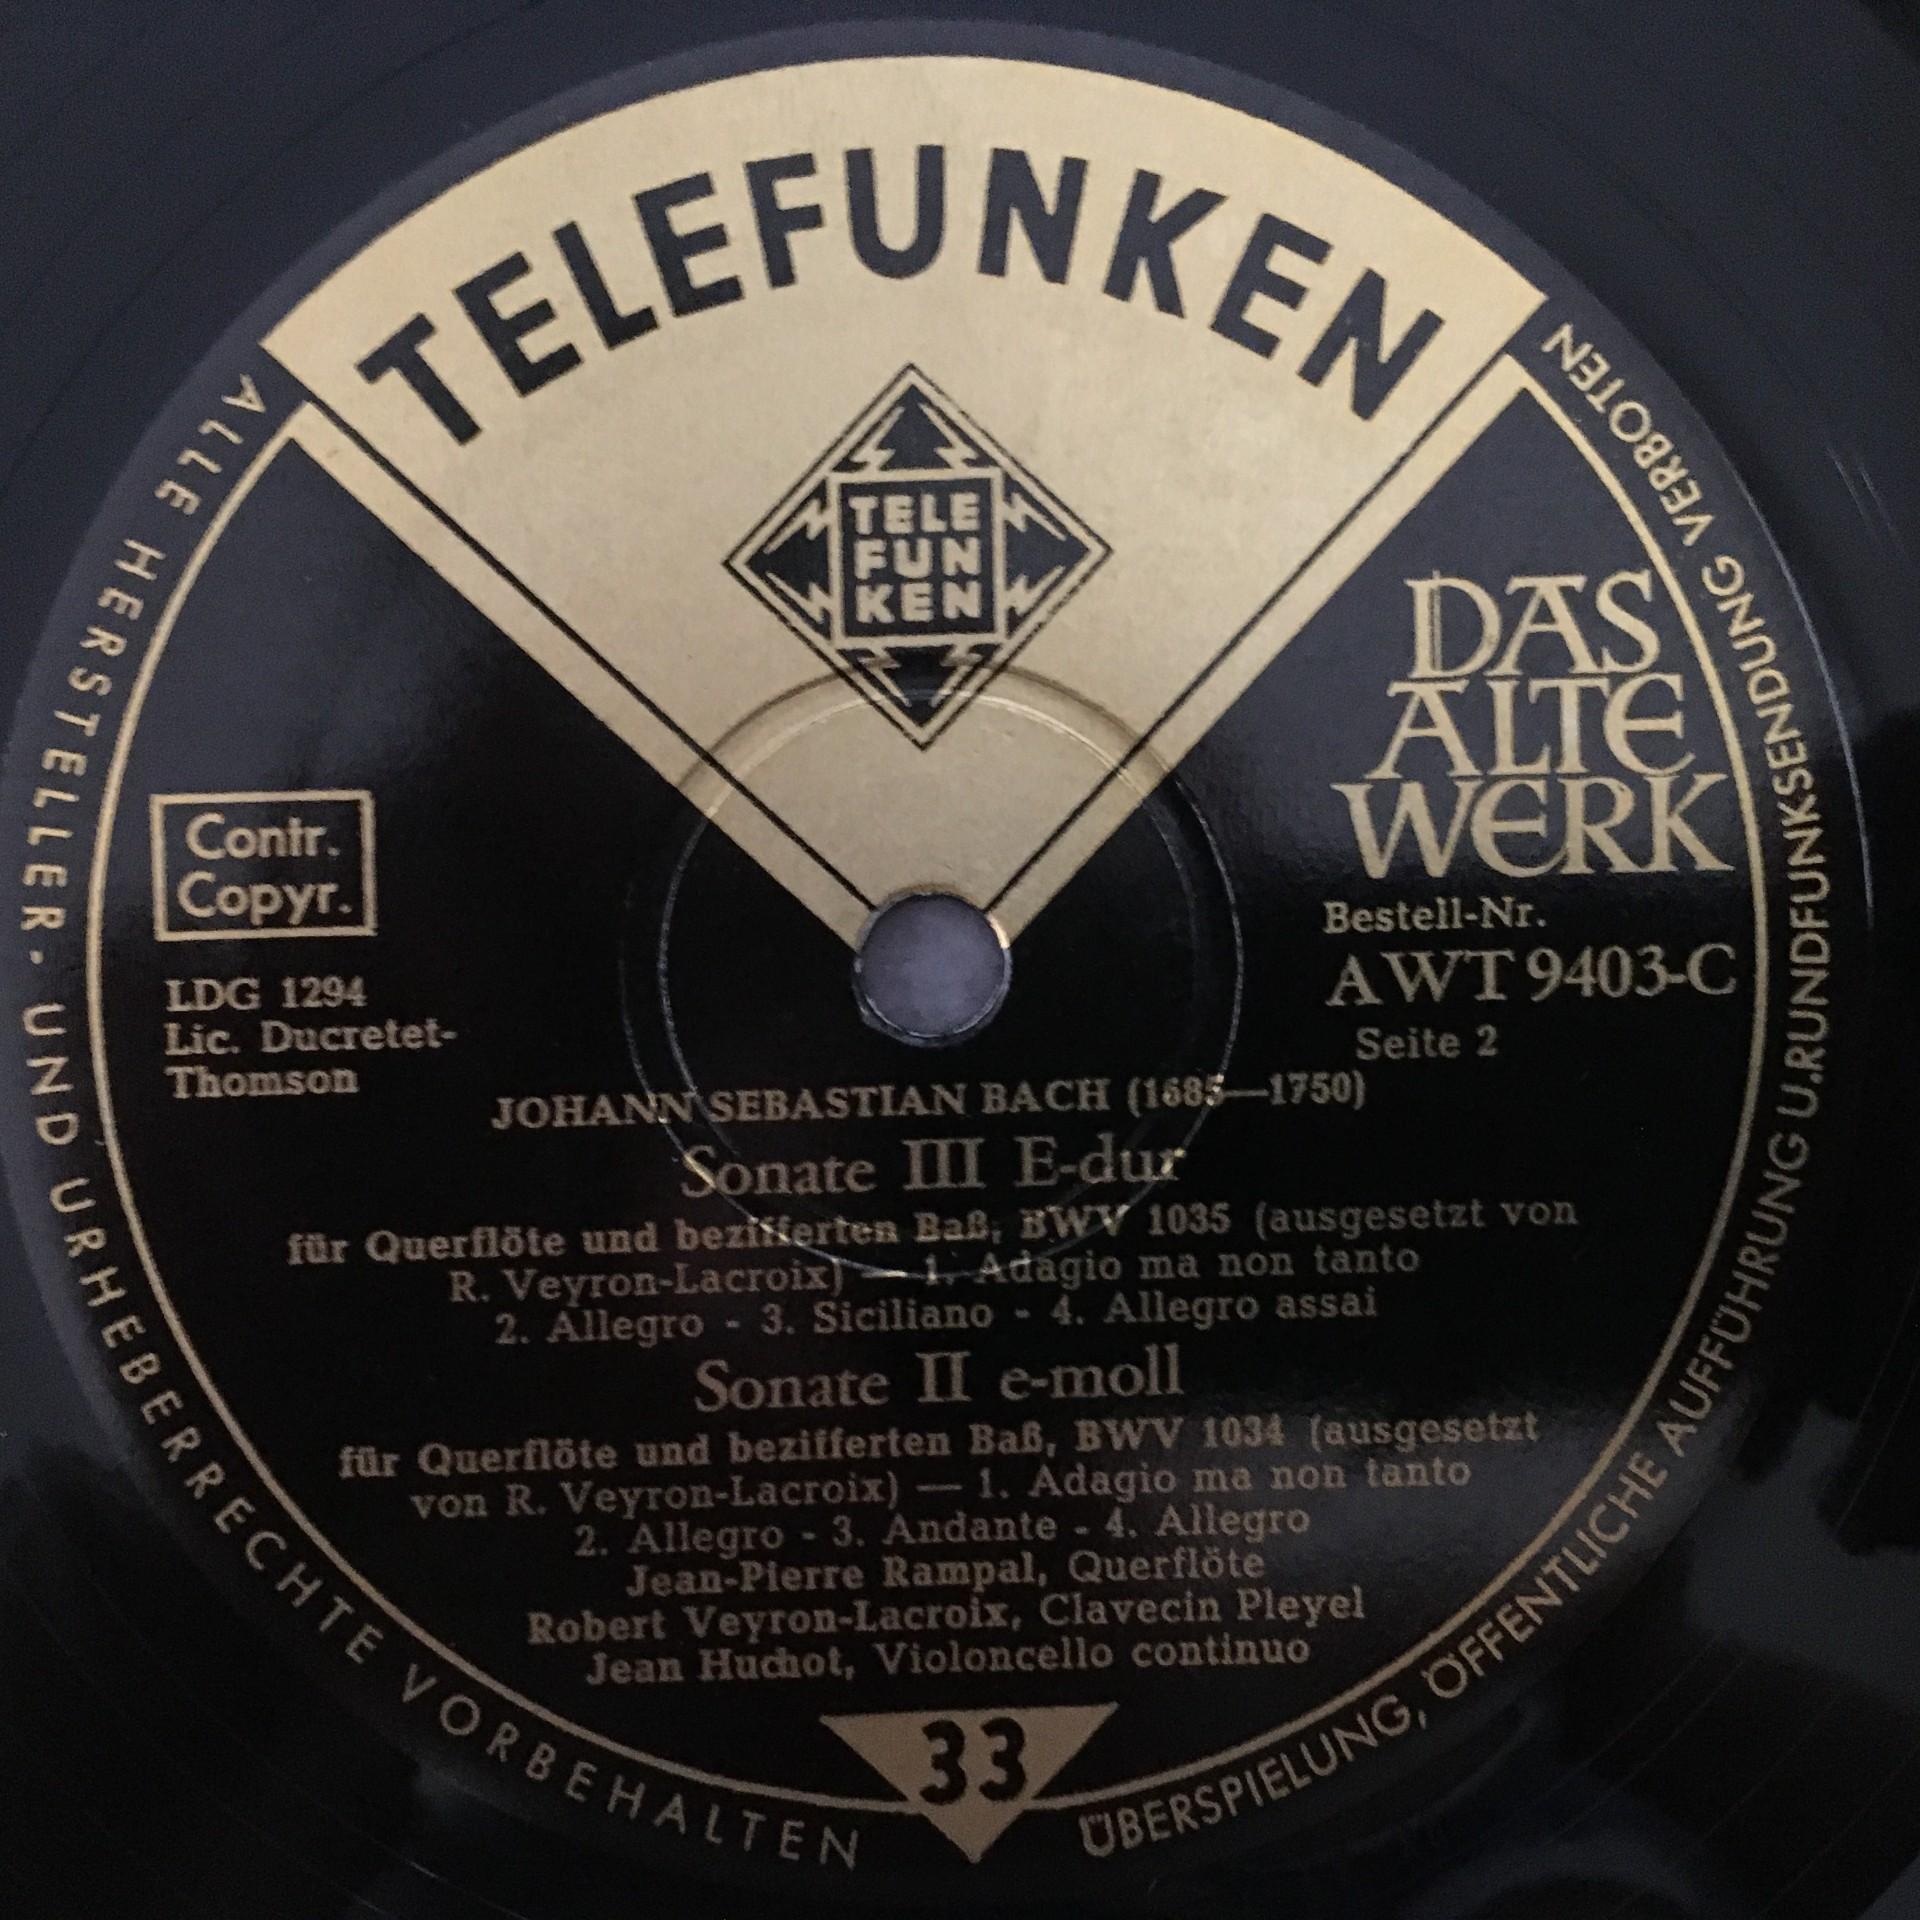 TELEFUNKEN
TELE
FUN
KEN
DAS
ALTE
WERK
Contr.
Copyr.
Bestell-Nr.
AWT 9403-C
LDG 1294
Lic. Ducretet-
Thomson
Seite 2
JOHANN SEBASTIAN BACH (1685—1750)
Sonate III E-dur
für Querflöte und bezifferten Baß, BWV 1035 (ausgesetzt von
R. Veyron-Lacroix) — 1. Adagio ma non tanto
2. Allegro - 3. Siciliano - 4. Allegro assai
Sonate II e-moll
für Querflöte und bezifferten Baß, BWV 1034 (ausgesetzt
von R. Veyron-Lacroix) — 1. Adagio ma non tanto
2. Allegro - 3. Andante - 4. Allegro
Jean-Pierre Rampal, Querflöte
Robert Veyron-Lacroix, Clavecin Pleyel
Jean Huchot, Violoncello continuo
33
ALLE HERSTELLER- UND URHEBERRECHTE VORBEHALTEN
ÜBERSPIELUNG, ÖFFENTLICHE AUFFÜHRUNG U.RUNDFUNKSENDUNG VERBOTEN